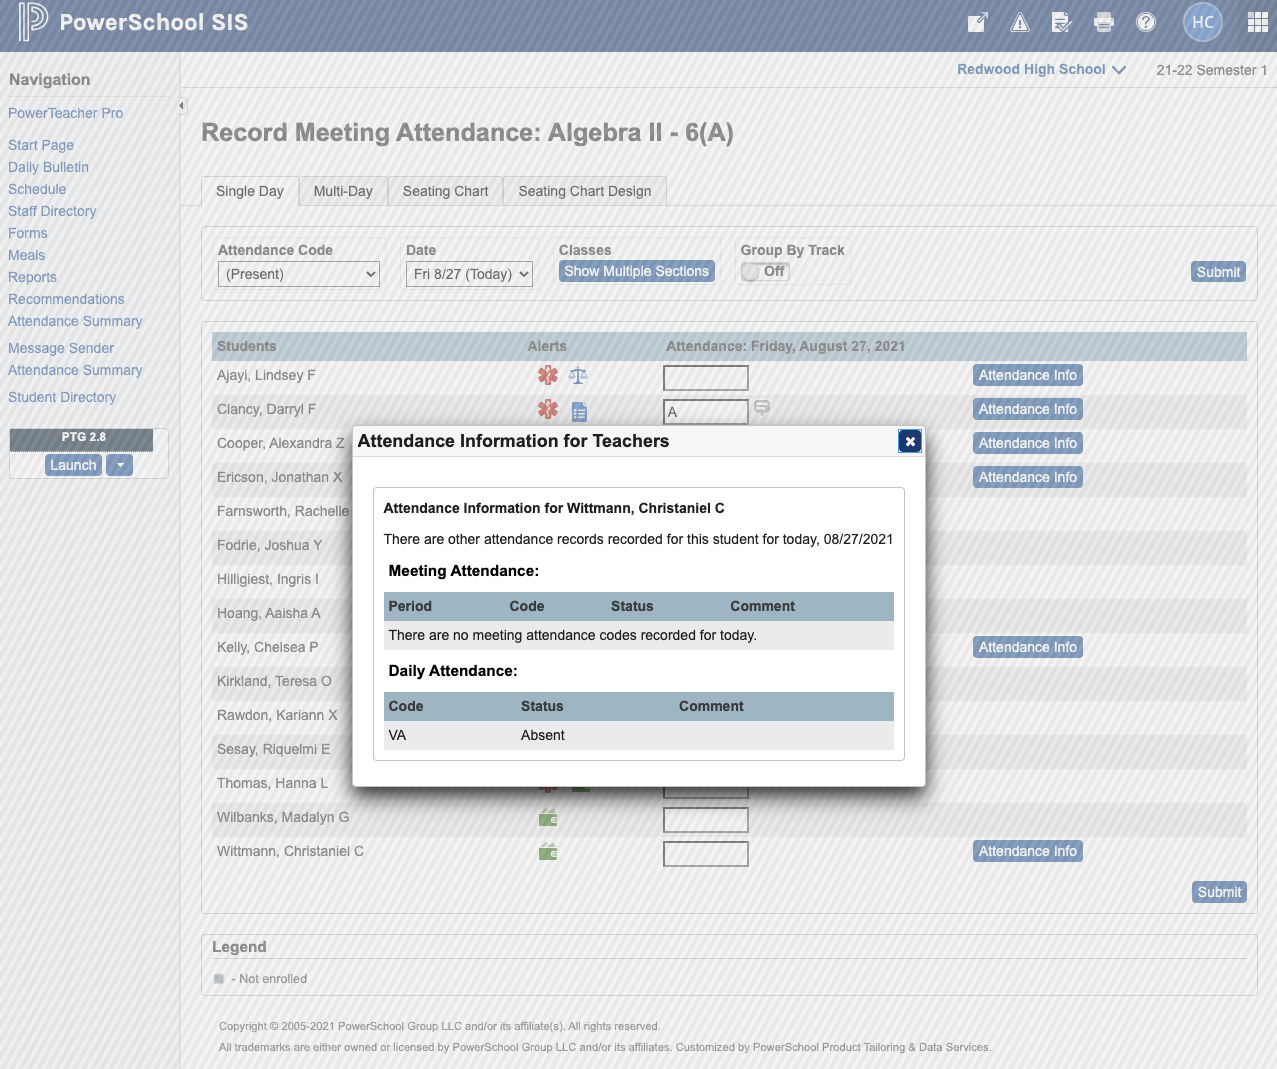 PowerSchool SIS
HC
Redwood High School
21-22 Semester 1
Navigation
PowerTeacher Pro
Start Page
Daily Bulletin
Schedule
Staff Directory
Forms
Meals
Reports
Recommendations
Attendance Summary
Message Sender
Attendance Summary
Student Directory
PTG 2.8
Launch
Record Meeting Attendance: Algebra II - 6(A)
Single Day Multi-Day Seating Chart Seating Chart Design
Attendance Code Date Classes Group By Track
(Present) Fri 8/27 (Today) Show Multiple Sections Off Submit
Students Alerts Attendance: Friday, August 27, 2021
Ajayi, Lindsey F Attendance Info
Clancy, Darryl F A Attendance Info
Cooper, Alexandra Z Attendance Info
Ericson, Jonathan X Attendance Info
Farnsworth, Rachelle
Fodrie, Joshua Y
Hilligiest, Ingris I
Hoang, Aaisha A
Kelly, Chelsea P Attendance Info
Kirkland, Teresa O
Rawdon, Kariann X
Sesay, Riquelmi E
Thomas, Hanna L
Wilbanks, Madalyn G
Wittmann, Christaniel C Attendance Info
Submit
Attendance Information for Teachers
Attendance Information for Wittmann, Christaniel C
There are other attendance records recorded for this student for today, 08/27/2021
Meeting Attendance:
Period Code Status Comment
There are no meeting attendance codes recorded for today.
Daily Attendance:
Code Status Comment
VA Absent
Legend
- Not enrolled
Copyright © 2005-2021 PowerSchool Group LLC and/or its affiliate(s). All rights reserved.
All trademarks are either owned or licensed by PowerSchool Group LLC and/or its affiliates. Customized by PowerSchool Product Tailoring & Data Services.